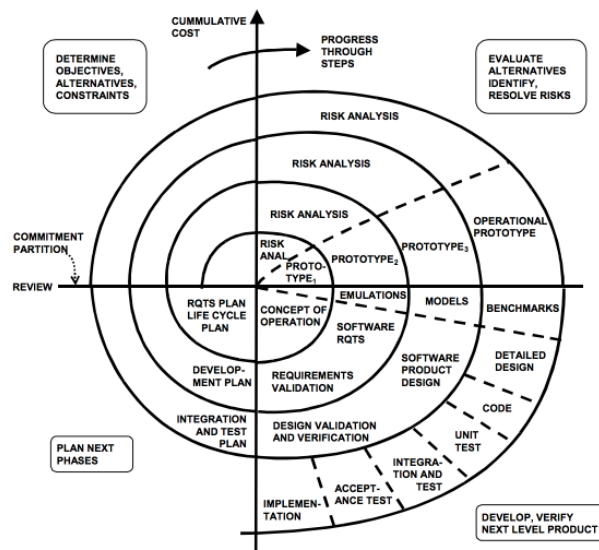 CUMMULATIVE
COST
PROGRESS
THROUGH
STEPS
DETERMINE
OBJECTIVES,
ALTERNATIVES,
CONSTRAINTS
EVALUATE
ALTERNATIVES
IDENTIFY,
RESOLVE RISKS
RISK ANALYSIS
RISK ANALYSIS
RISK ANALYSIS
RISK
ANAL.
PROTO-
TYPE1
PROTOTYPE2
PROTOTYPE3
OPERATIONAL
PROTOTYPE
COMMITMENT
PARTITION
REVIEW
RQTS PLAN
LIFE CYCLE
PLAN
CONCEPT OF
OPERATION
EMULATIONS
MODELS
BENCHMARKS
SOFTWARE
RQTS
SOFTWARE
PRODUCT
DESIGN
DETAILED
DESIGN
DEVELOP-
MENT PLAN
REQUIREMENTS
VALIDATION
CODE
INTEGRATION
AND TEST
PLAN
DESIGN VALIDATION
AND VERIFICATION
UNIT
TEST
INTEGRA-
TION AND
TEST
ACCEPT-
ANCE TEST
IMPLEMEN-
TATION
PLAN NEXT
PHASES
DEVELOP, VERIFY
NEXT LEVEL PRODUCT